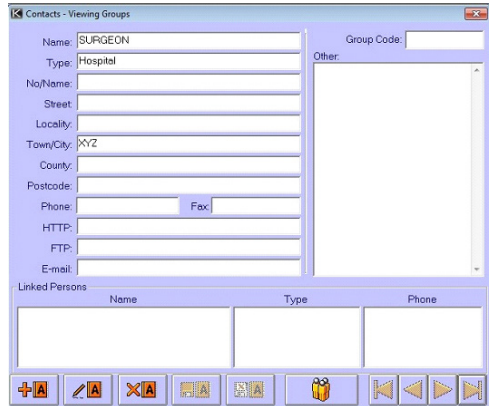 Contacts - Viewing Groups
Name: SURGEON
Group Code:
Type: Hospital
Other:
No/Name:
Street:
Locality:
Town/City: XYZ
County:
Postcode:
Phone: Fax:
HTTP:
FTP:
E-mail:
Linked Persons
Name Type Phone
A A A A A